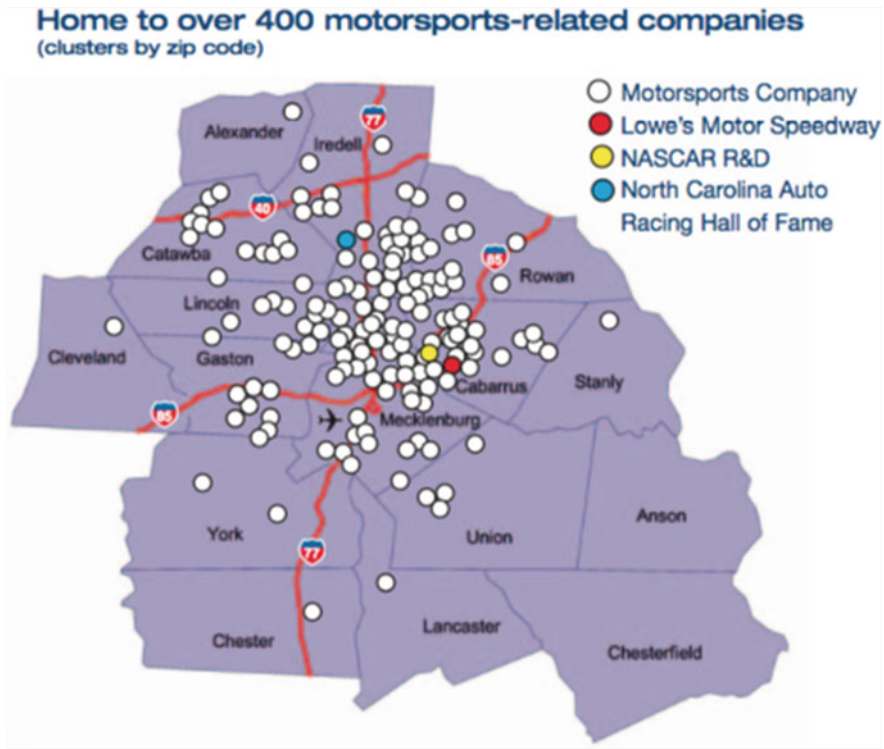 Home to over 400 motorsports-related companies
(clusters by zip code)
Motorsports Company
Lowe's Motor Speedway
NASCAR R&D
North Carolina Auto
Racing Hall of Fame
Alexander
Iredell
77
40
Catawba
85
Rowan
Lincoln
Cleveland
Gaston
Cabarrus
Stanly
85
Mecklenburg
York
77
Union
Anson
Chester
Lancaster
Chesterfield